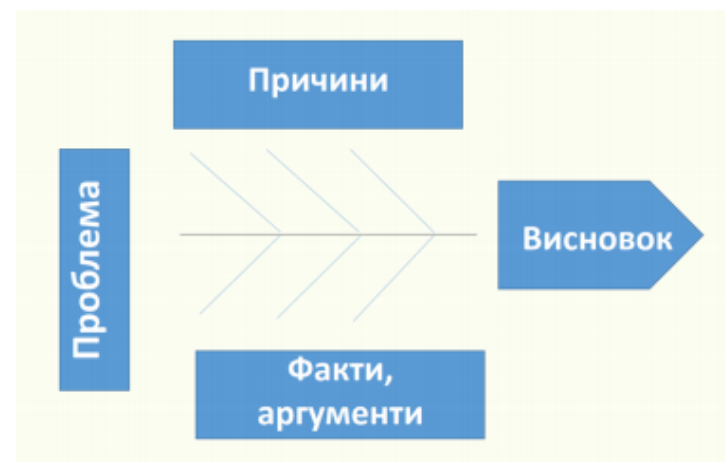 Причини
Проблема
Висновок
Факти,
аргументи